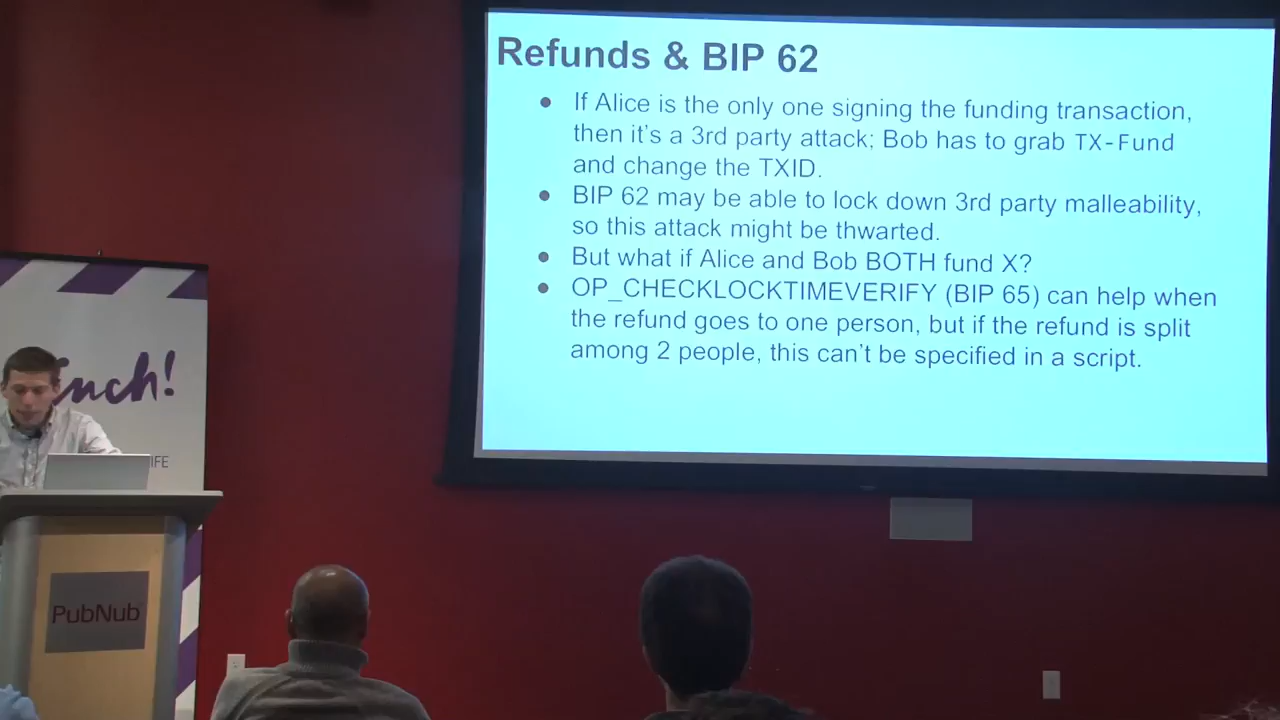 Refunds & BIP 62
● If Alice is the only one signing the funding transaction,
then it's a 3rd party attack; Bob has to grab TX-Fund
and change the TXID.
● BIP 62 may be able to lock down 3rd party malleability,
so this attack might be thwarted.
● But what if Alice and Bob BOTH fund X?
● OP_CHECKLOCKTIMEVERIFY (BIP 65) can help when
the refund goes to one person, but if the refund is split
among 2 people, this can't be specified in a script.
PubNub